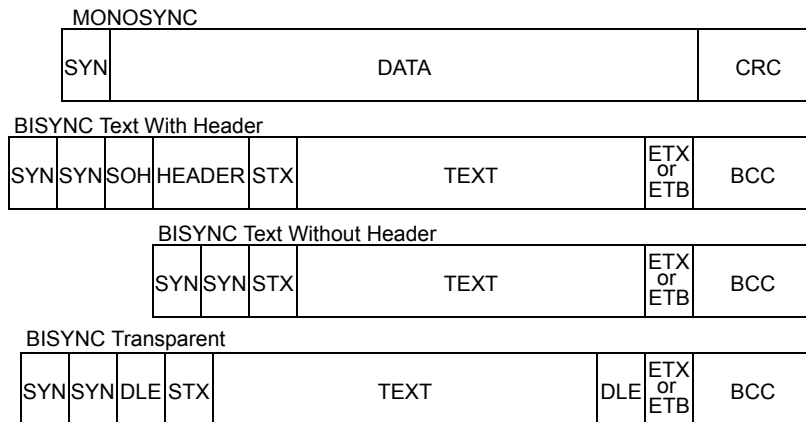 MONOSYNC
SYN DATA CRC
BISYNC Text With Header
SYN SYN SOH HEADER STX TEXT ETX or ETB BCC
BISYNC Text Without Header
SYN SYN STX TEXT ETX or ETB BCC
BISYNC Transparent
SYN SYN DLE STX TEXT DLE ETX or ETB BCC